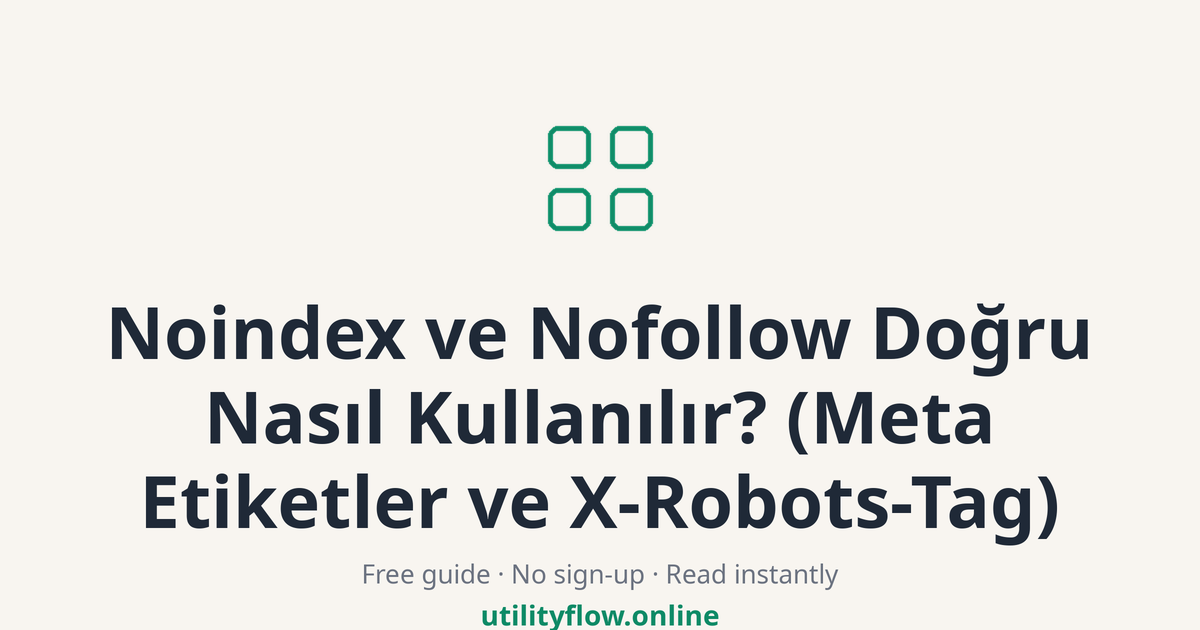 Noindex ve Nofollow Doğru
Nasıl Kullanılır? (Meta
Etiketler ve X-Robots-Tag)
Free guide · No sign-up · Read instantly
utilityflow.online